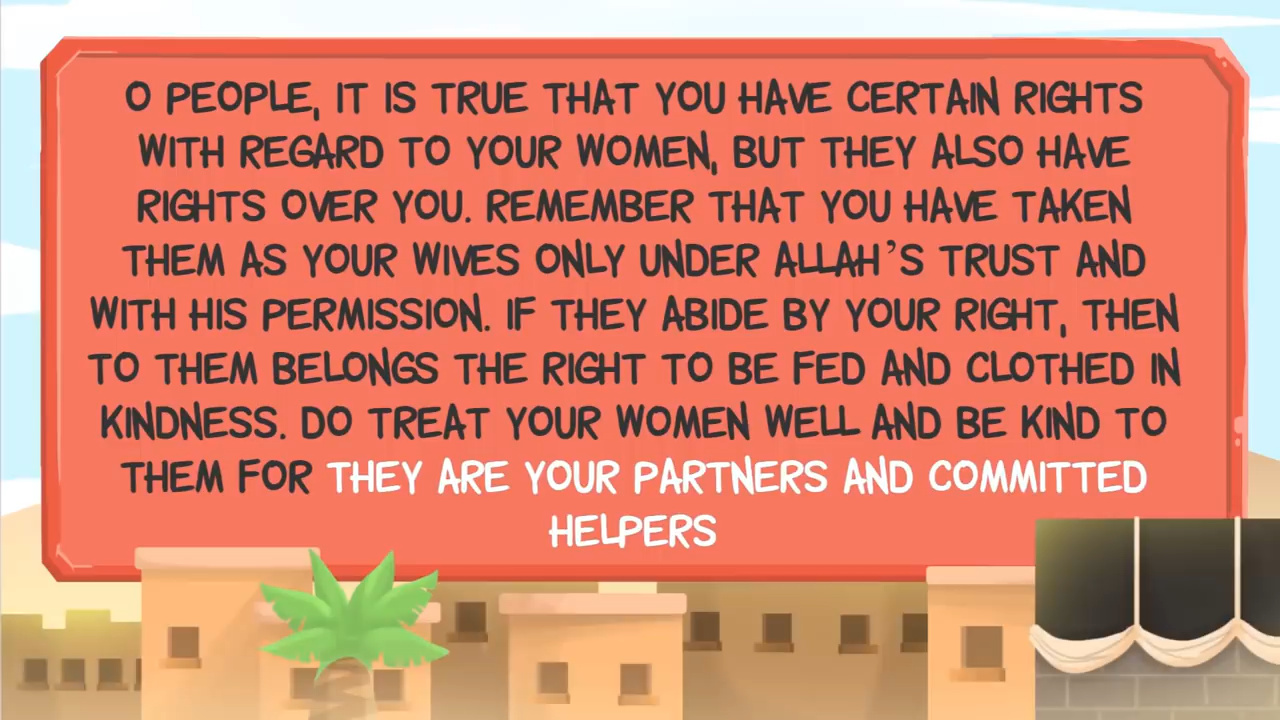 O PEOPLE, IT IS TRUE THAT YOU HAVE CERTAIN RIGHTS
WITH REGARD TO YOUR WOMEN, BUT THEY ALSO HAVE
RIGHTS OVER YOU. REMEMBER THAT YOU HAVE TAKEN
THEM AS YOUR WIVES ONLY UNDER ALLAH’S TRUST AND
WITH HIS PERMISSION. IF THEY ABIDE BY YOUR RIGHT, THEN
TO THEM BELONGS THE RIGHT TO BE FED AND CLOTHED IN
KINDNESS. DO TREAT YOUR WOMEN WELL AND BE KIND TO
THEM FOR THEY ARE YOUR PARTNERS AND COMMITTED
HELPERS